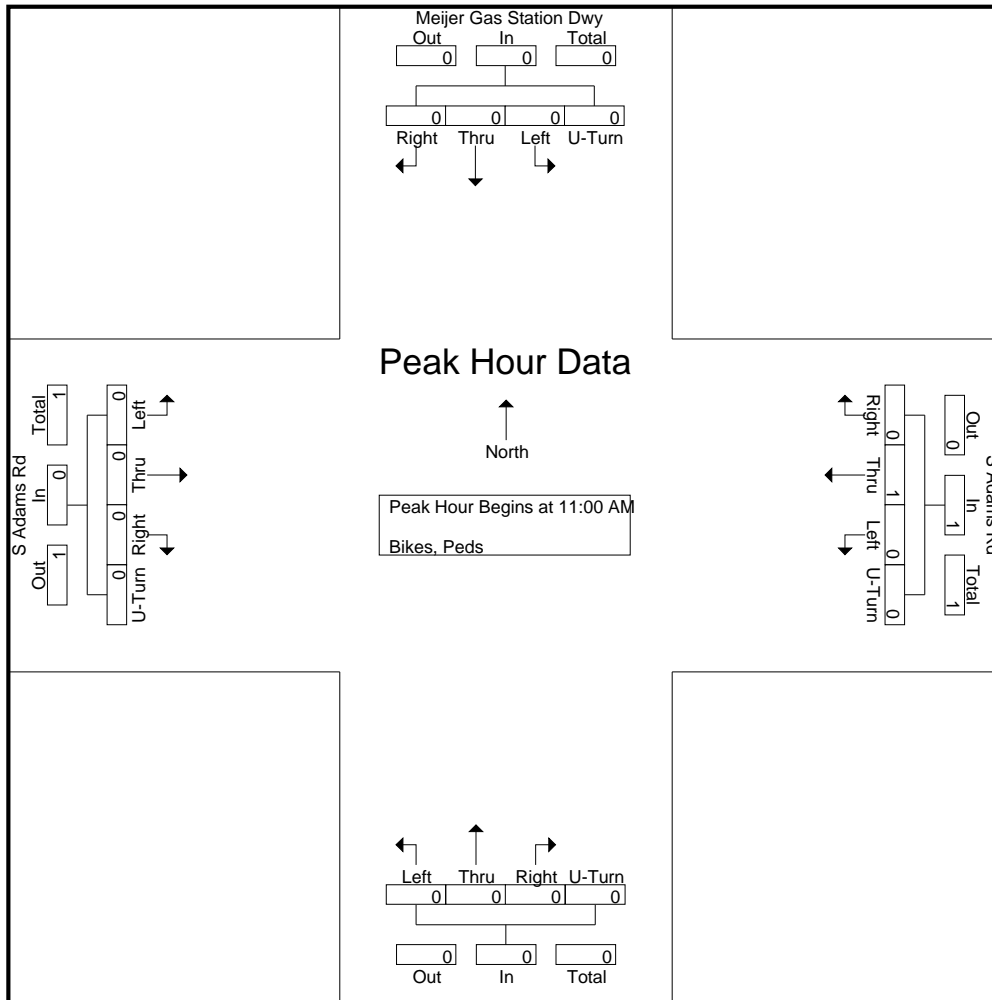 Meijer Gas Station Dwy
Out In Total
0 0 0
0 0 0 0
Right Thru Left U-Turn
Peak Hour Data
North
Peak Hour Begins at 11:00 AM
Bikes, Peds
S Adams Rd
Out In Total
1 0 1
0 0 0 0
U-Turn Right Thru Left
S Adams Rd
Out In Total
0 1 1
0 1 0 0
Right Thru Left U-Turn
Left Thru Right U-Turn
0 0 0 0
0 0 0
Out In Total